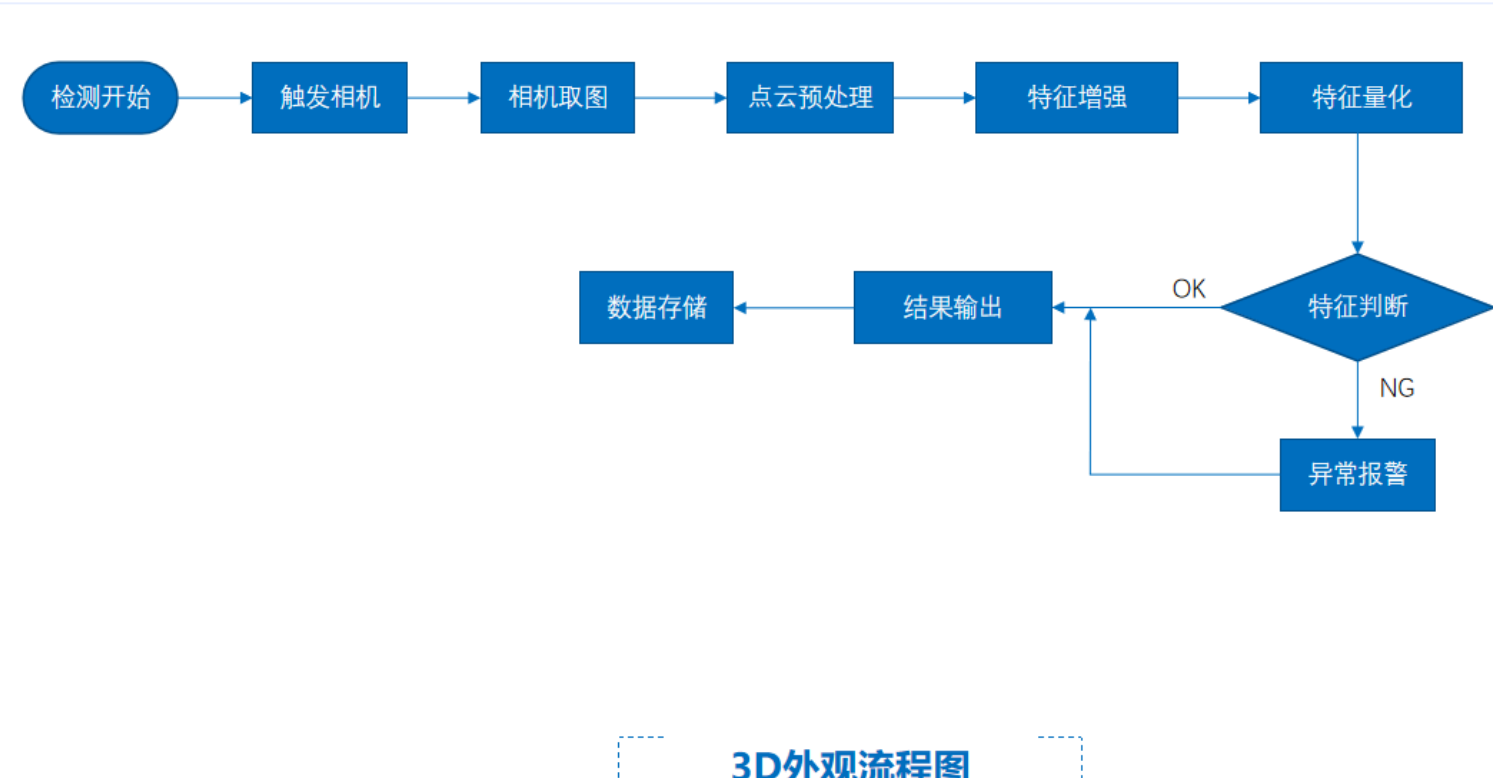 检测开始
触发相机
相机取图
点云预处理
特征增强
特征量化
数据存储
结果输出
OK
特征判断
NG
异常报警
3D外观流程图